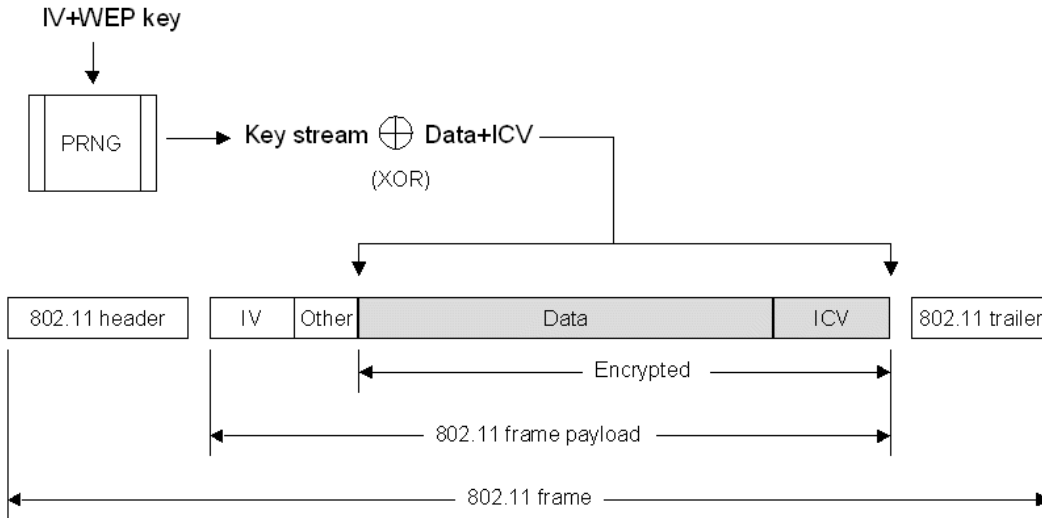 IV+WEP key
PRNG
Key stream ⊕ Data+ICV
(XOR)
802.11 header IV Other Data ICV 802.11 trailer
Encrypted
802.11 frame payload
802.11 frame